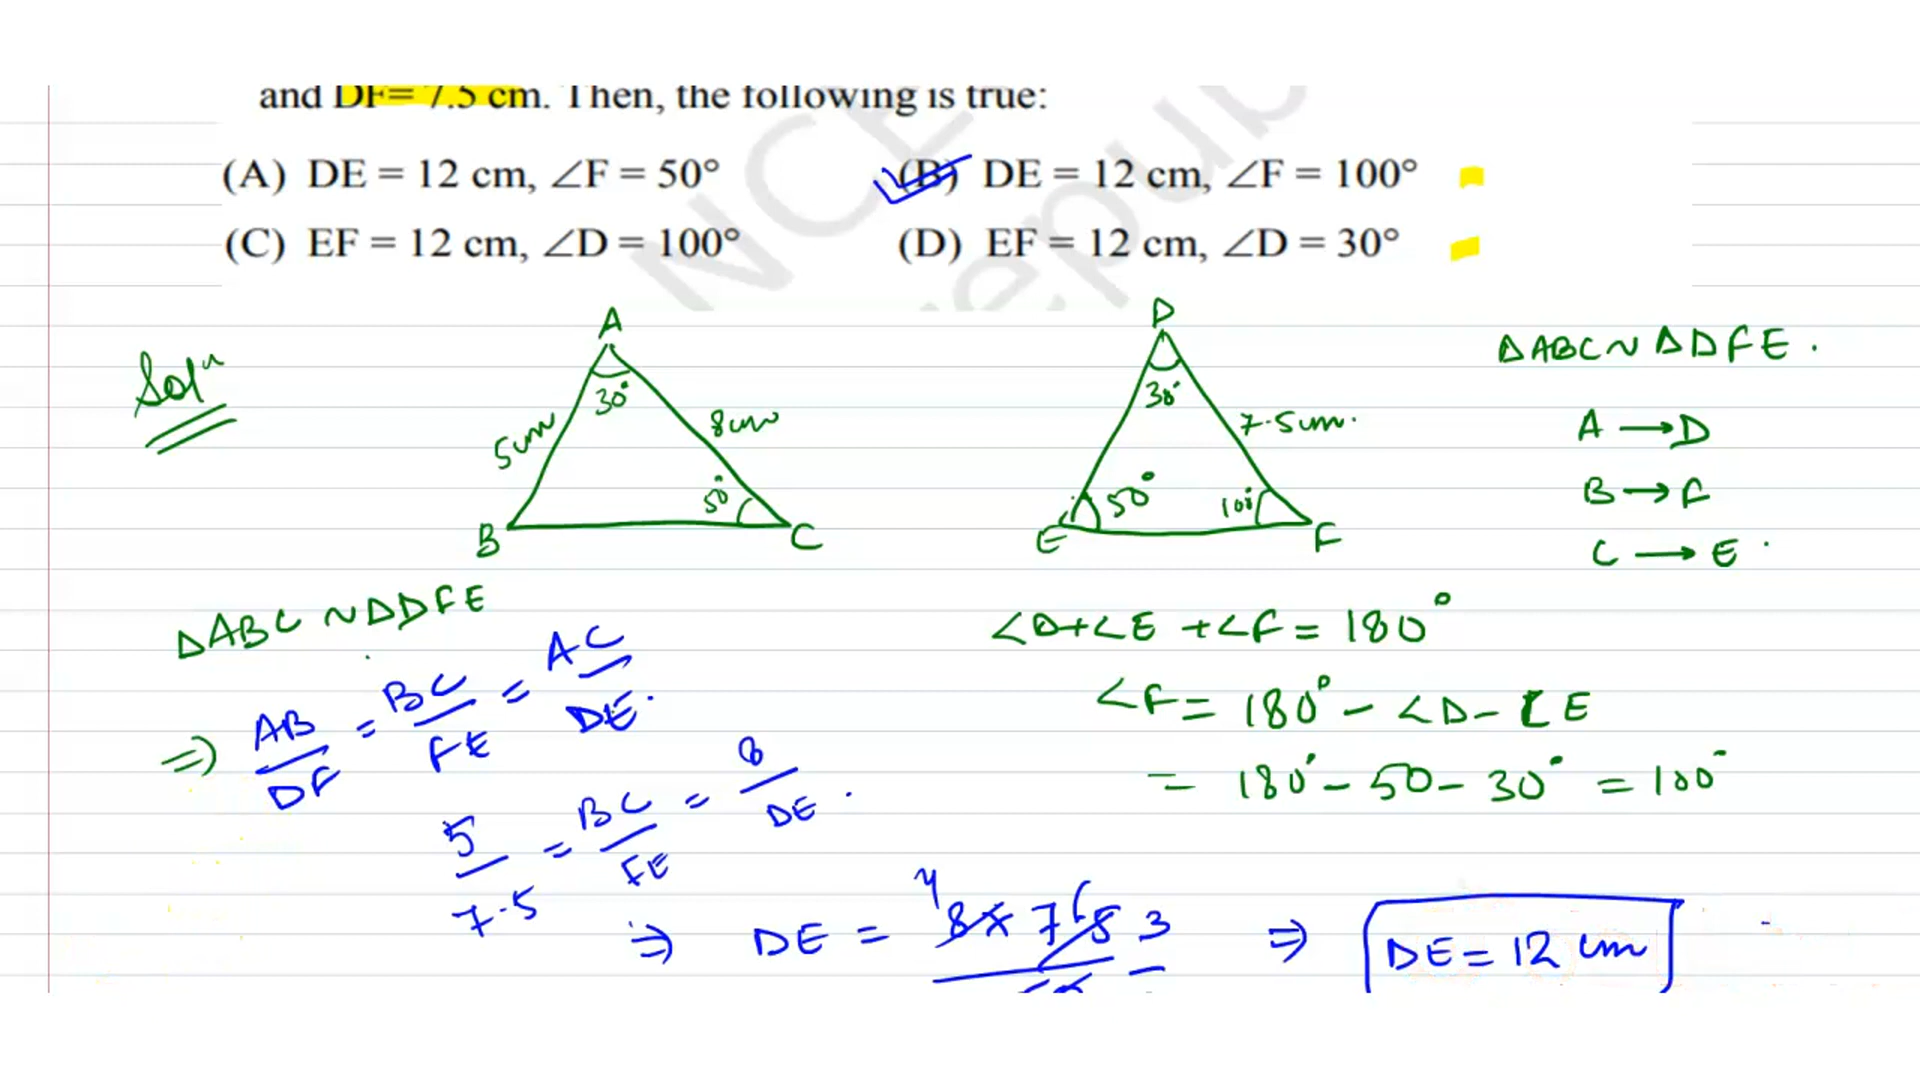 and DF= 7.5 cm. Then, the following is true:
(A) DE = 12 cm, ∠F = 50°
(B) DE = 12 cm, ∠F = 100°
(C) EF = 12 cm, ∠D = 100°
(D) EF = 12 cm, ∠D = 30°
Solⁿ
A
30°
5cm
8cm
50°
B
C
D
30°
7.5cm.
50°
100°
E
F
ΔABC ~ ΔDFE.
A → D
B → F
C → E.
ΔABC ~ ΔDFE
⇒ AB/DF = BC/FE = AC/DE.
5/7.5 = BC/FE = 8/DE.
∠D+∠E+∠F = 180°
∠F = 180° - ∠D - ∠E
= 180° - 50 - 30° = 100°
⇒ DE =
⇒ DE = 12 cm